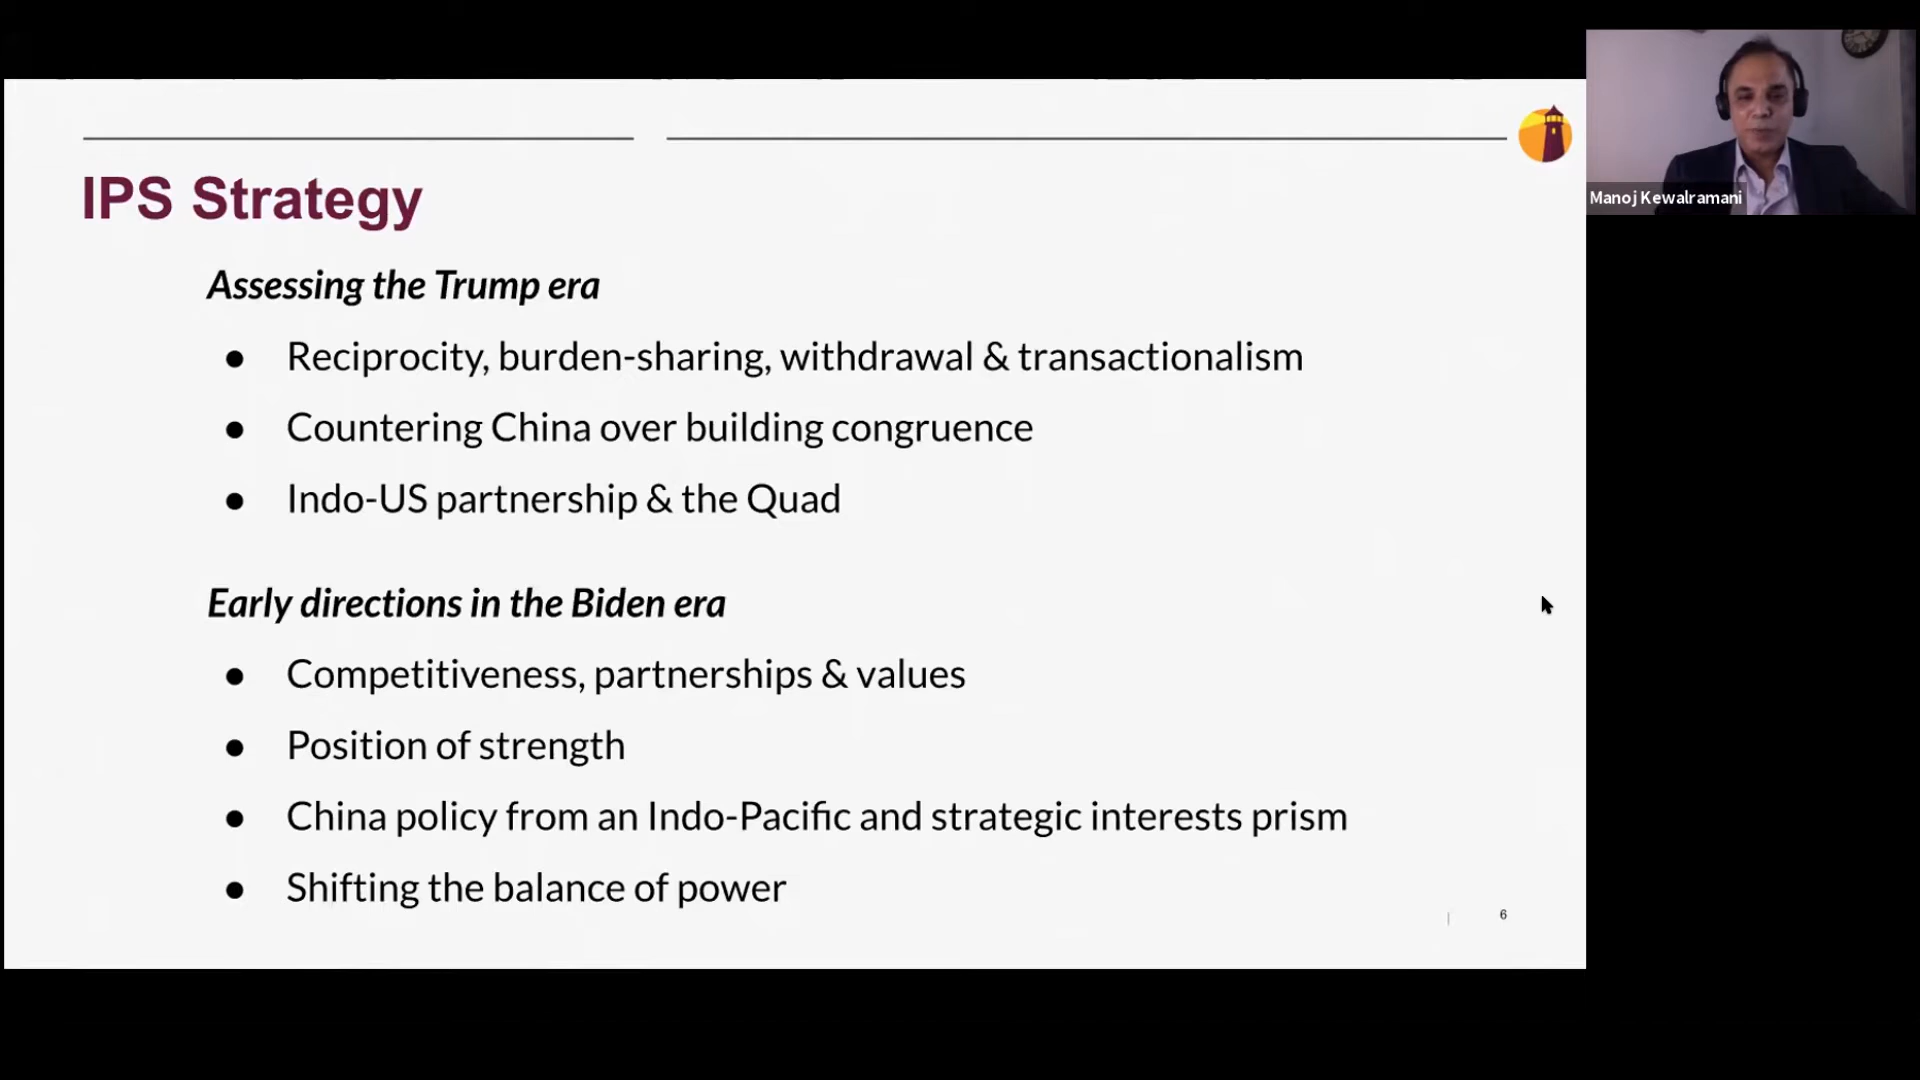 IPS Strategy
Assessing the Trump era
● Reciprocity, burden-sharing, withdrawal & transactionalism
● Countering China over building congruence
● Indo-US partnership & the Quad
Early directions in the Biden era
● Competitiveness, partnerships & values
● Position of strength
● China policy from an Indo-Pacific and strategic interests prism
● Shifting the balance of power
6
Manoj Kewalramani